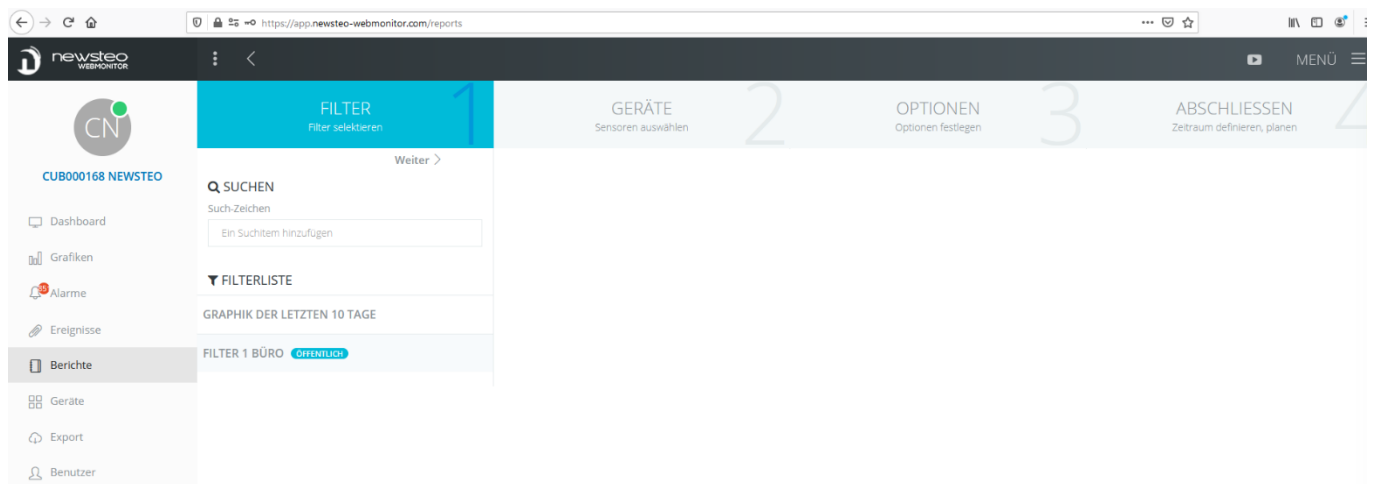 https://app.newsteo-webmonitor.com/reports
newsteo
WEBMONITOR
MENÜ
CN
CUB000168 NEWSTEO
Dashboard
Grafiken
Alarme
Ereignisse
Berichte
Geräte
Export
Benutzer
FILTER
Filter selektieren
1
GERÄTE
Sensoren auswählen
2
OPTIONEN
Optionen festlegen
3
ABSCHLIESSEN
Zeitraum definieren, planen
4
Weiter >
SUCHEN
Such-Zeichen
Ein Suchitem hinzufügen
FILTERLISTE
GRAPHIK DER LETZTEN 10 TAGE
FILTER 1 BÜRO ÖFFENTLICH